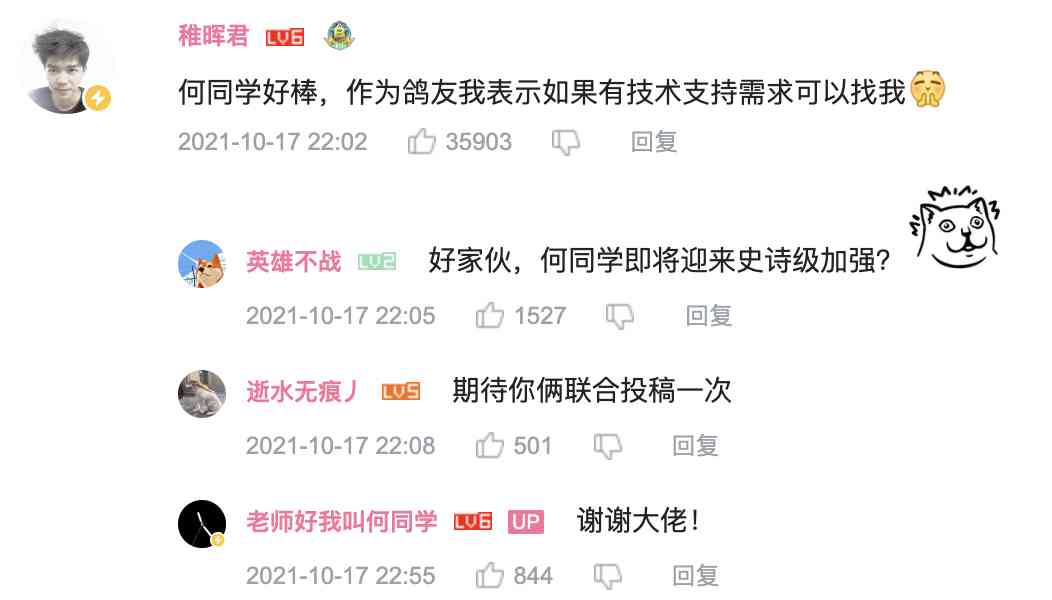 稚晖君 LV6
何同学好棒，作为鸽友我表示如果有技术支持需求可以找我
2021-10-17 22:02 35903 回复
英雄不战 LV2 好家伙，何同学即将迎来史诗级加强？
2021-10-17 22:05 1527 回复
逝水无痕丿 LV5 期待你俩联合投稿一次
2021-10-17 22:08 501 回复
老师好我叫何同学 LV6 UP 谢谢大佬！
2021-10-17 22:55 844 回复